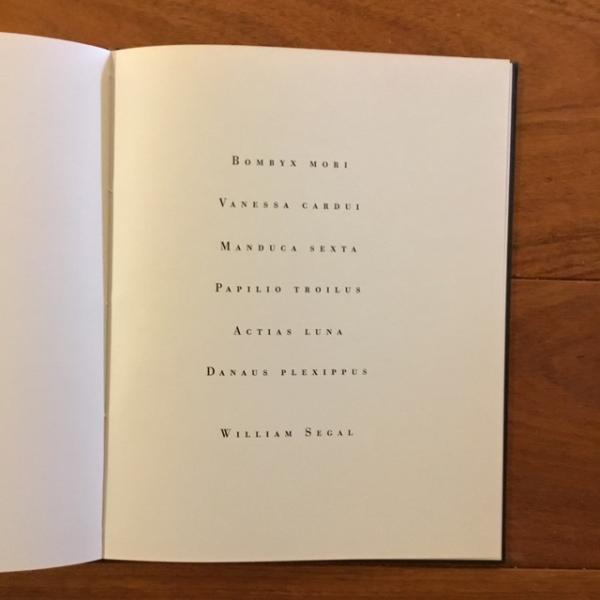 Bombyx mori
Vanessa cardui
Manduca sexta
Papilio troilus
Actias luna
Danaus plexippus
William Segal